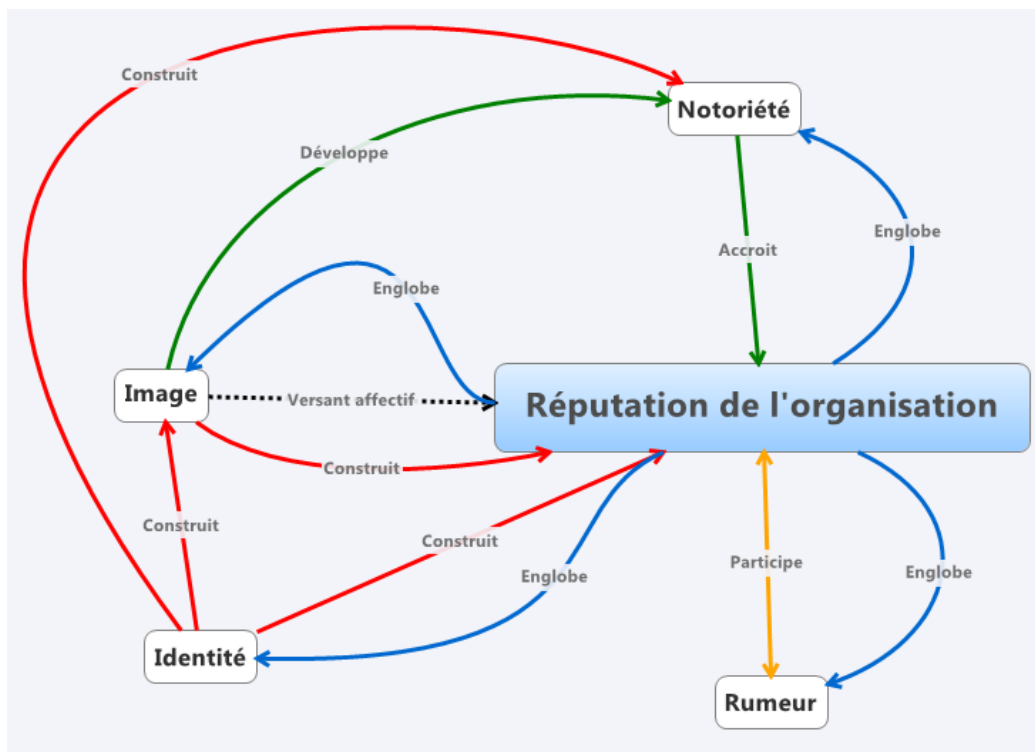 Construit
Notoriété
Développe
Englobe
Accroit
Englobe
Image
Versant affectif
Réputation de l'organisation
Construit
Construit
Construit
Participe
Englobe
Englobe
Identité
Rumeur